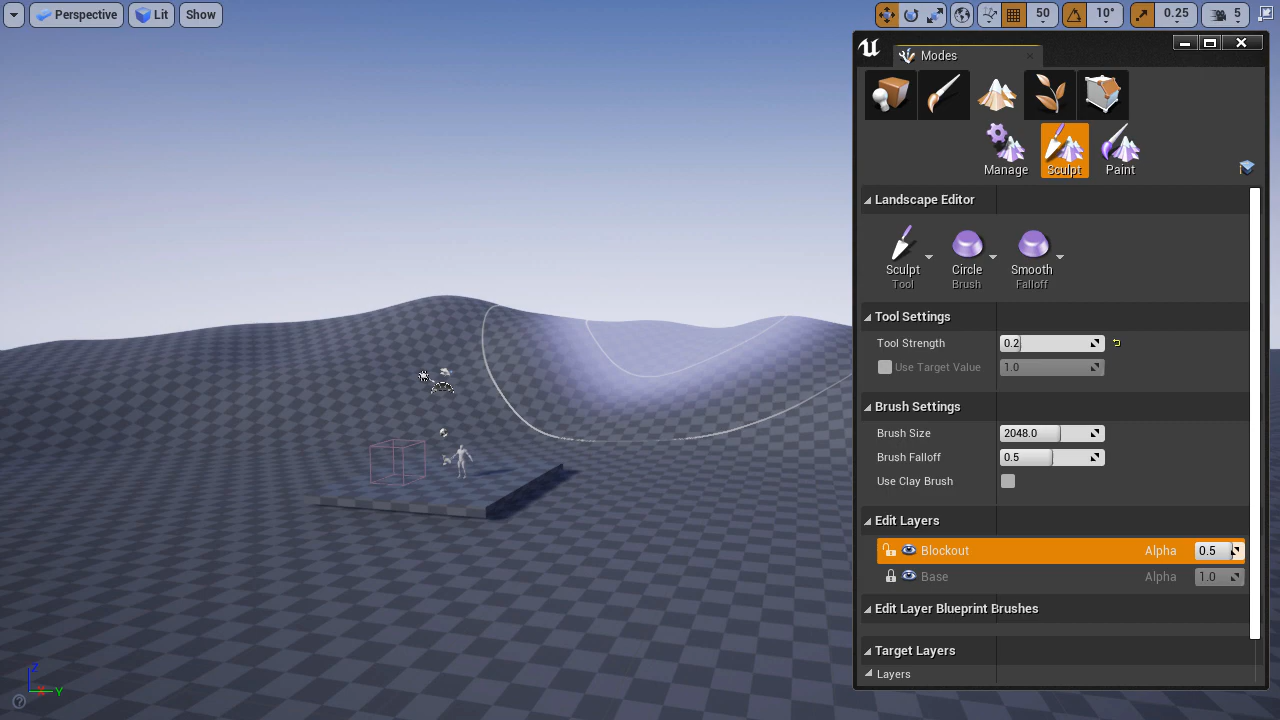 Perspective Lit Show 50 10° 0.25 5
Modes
Manage Sculpt Paint
Landscape Editor
Sculpt Circle Smooth
Tool Brush Falloff
Tool Settings
Tool Strength 0.2
Use Target Value 1.0
Brush Settings
Brush Size 2048.0
Brush Falloff 0.5
Use Clay Brush
Edit Layers
Blockout Alpha 0.5
Base Alpha 1.0
Edit Layer Blueprint Brushes
Target Layers
Layers
Z
X Y